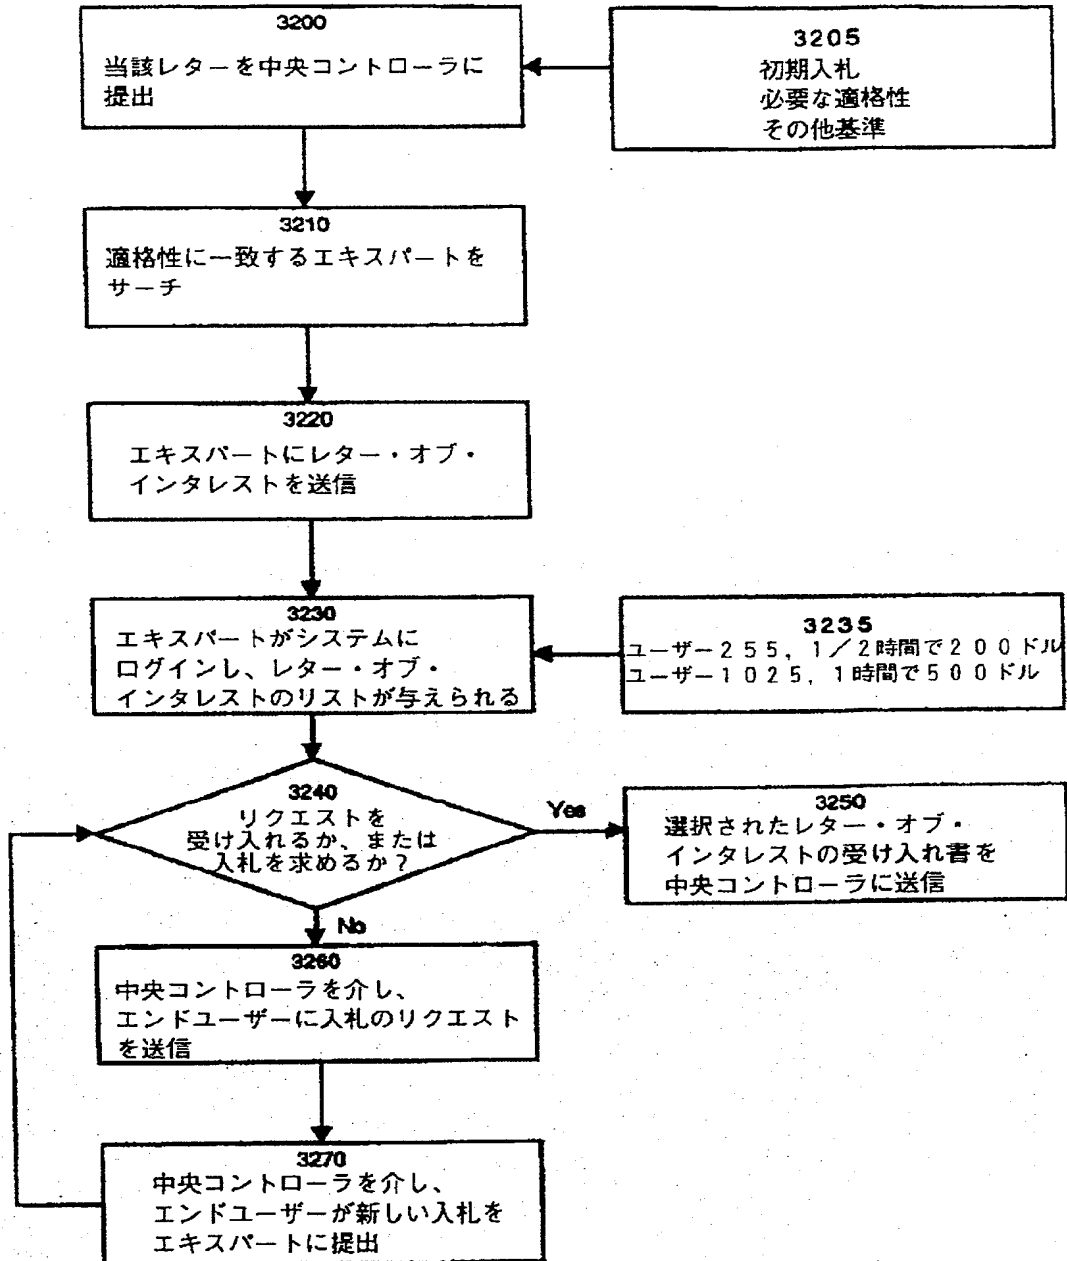 3200
当該レターを中央コントローラに
提出
3205
初期入札
必要な適格性
その他基準
3210
適格性に一致するエキスパートを
サーチ
3220
エキスパートにレター・オブ・
インタレストを送信
3230
エキスパートがシステムに
ログインし、レター・オブ・
インタレストのリストが与えられる
3235
ユーザー255，1／2時間で200ドル
ユーザー1025，1時間で500ドル
3240
リクエストを
受け入れるか、または
入札を求めるか？
Yes
3250
選択されたレター・オブ・
インタレストの受け入れ書を
中央コントローラに送信
No
3260
中央コントローラを介し、
エンドユーザーに入札のリクエスト
を送信
3270
中央コントローラを介し、
エンドユーザーが新しい入札を
エキスパートに提出